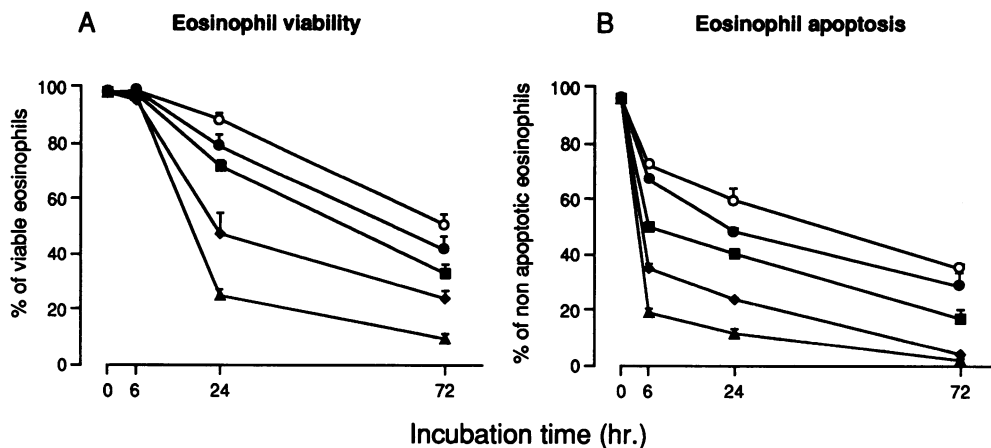 A Eosinophil viability
% of viable eosinophils
100
80
60
40
20
0
0 6 24 72
B Eosinophil apoptosis
% of non apoptotic eosinophils
100
80
60
40
20
0
0 6 24 72
Incubation time (hr.)